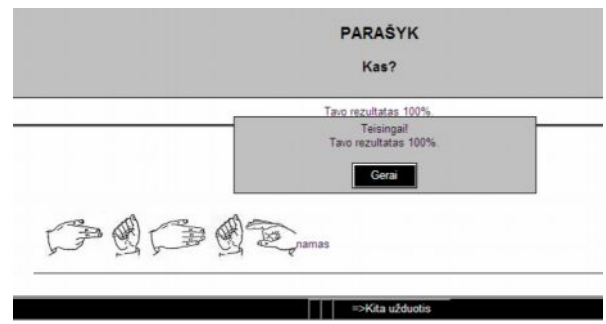 PARAŠYK
Kas?
Tavo rezultatas 100%.
Teisingai!
Tavo rezultatas 100%.
Gerai
namas
=>Kita užduotis